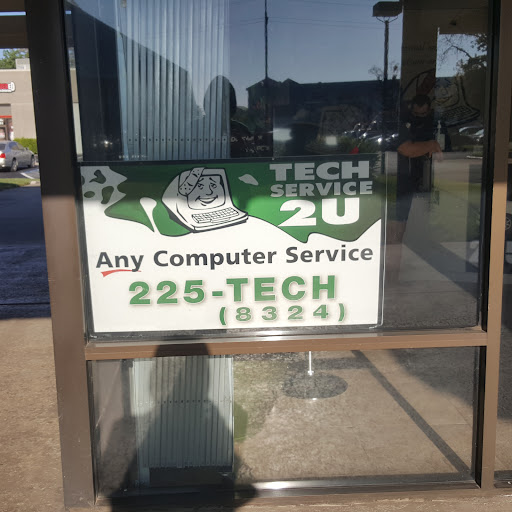 TECH
SERVICE
2U
Any Computer Service
225-TECH
(8324)